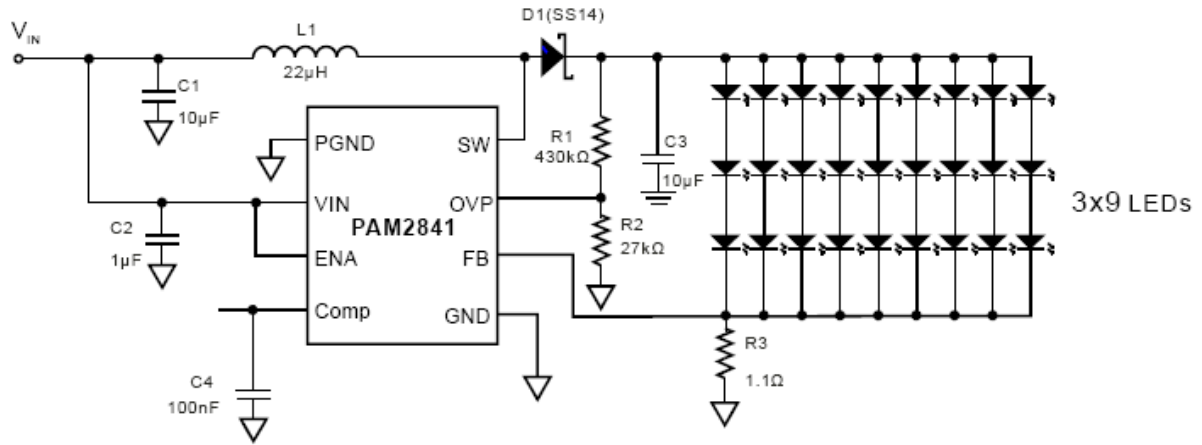 D1(SS14)
V_IN
L1
22μH
C1
10μF
PGND
SW
R1
430kΩ
C3
10μF
VIN
OVP
PAM2841
3x9 LEDs
C2
1μF
R2
27kΩ
ENA
FB
Comp
GND
R3
1.1Ω
C4
100nF